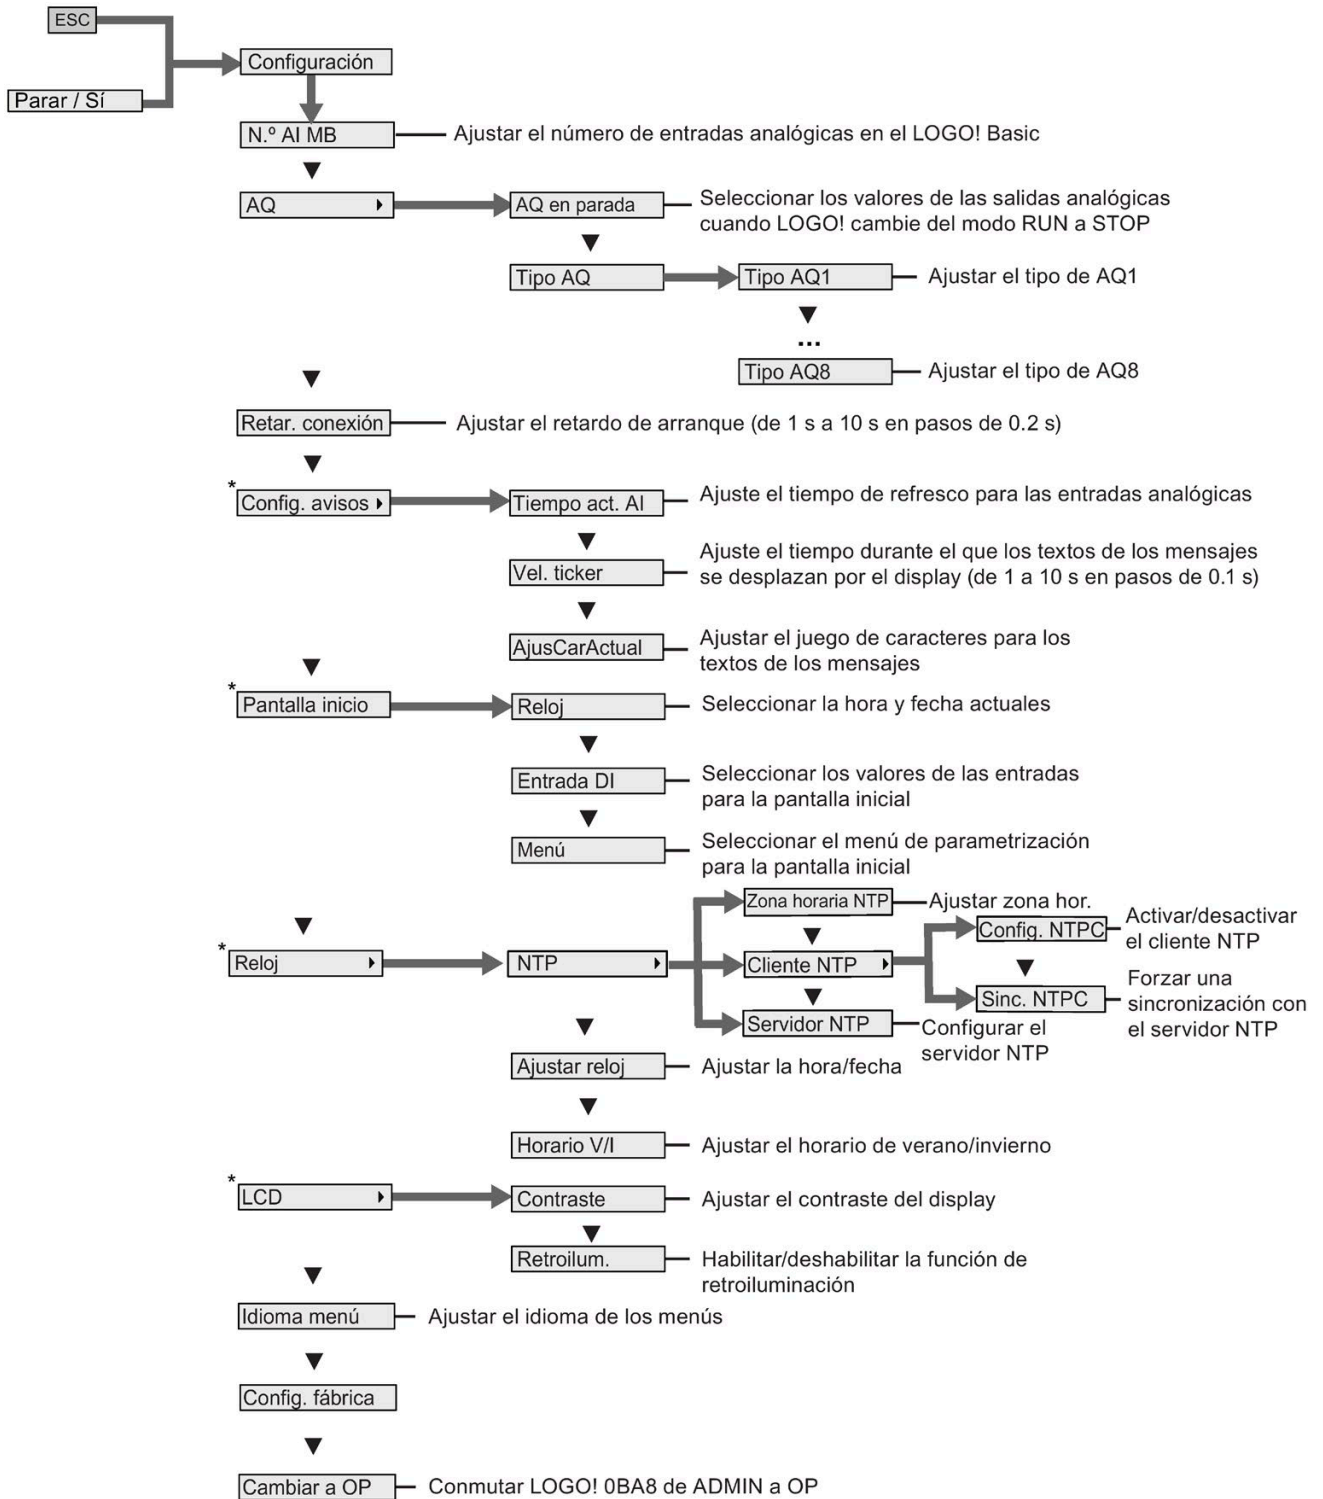 ESC
Configuración
Parar / Sí
N.º AI MB
Ajustar el número de entradas analógicas en el LOGO! Basic
AQ
AQ en parada
Seleccionar los valores de las salidas analógicas
cuando LOGO! cambie del modo RUN a STOP
Tipo AQ
Tipo AQ1
Ajustar el tipo de AQ1
...
Tipo AQ8
Ajustar el tipo de AQ8
Retar. conexión
Ajustar el retardo de arranque (de 1 s a 10 s en pasos de 0.2 s)
*
Config. avisos
Tiempo act. AI
Ajuste el tiempo de refresco para las entradas analógicas
Vel. ticker
Ajuste el tiempo durante el que los textos de los mensajes
se desplazan por el display (de 1 a 10 s en pasos de 0.1 s)
AjusCarActual
Ajustar el juego de caracteres para los
textos de los mensajes
*
Pantalla inicio
Reloj
Seleccionar la hora y fecha actuales
Entrada DI
Seleccionar los valores de las entradas
para la pantalla inicial
Menú
Seleccionar el menú de parametrización
para la pantalla inicial
*
Reloj
NTP
Zona horaria NTP
Ajustar zona hor.
Cliente NTP
Config. NTPC
Activar/desactivar
el cliente NTP
Sinc. NTPC
Forzar una
sincronización con
el servidor NTP
Servidor NTP
Configurar el
servidor NTP
Ajustar reloj
Ajustar la hora/fecha
Horario V/I
Ajustar el horario de verano/invierno
*
LCD
Contraste
Ajustar el contraste del display
Retroilum.
Habilitar/deshabilitar la función de
retroiluminación
Idioma menú
Ajustar el idioma de los menús
Config. fábrica
Cambiar a OP
Conmutar LOGO! 0BA8 de ADMIN a OP